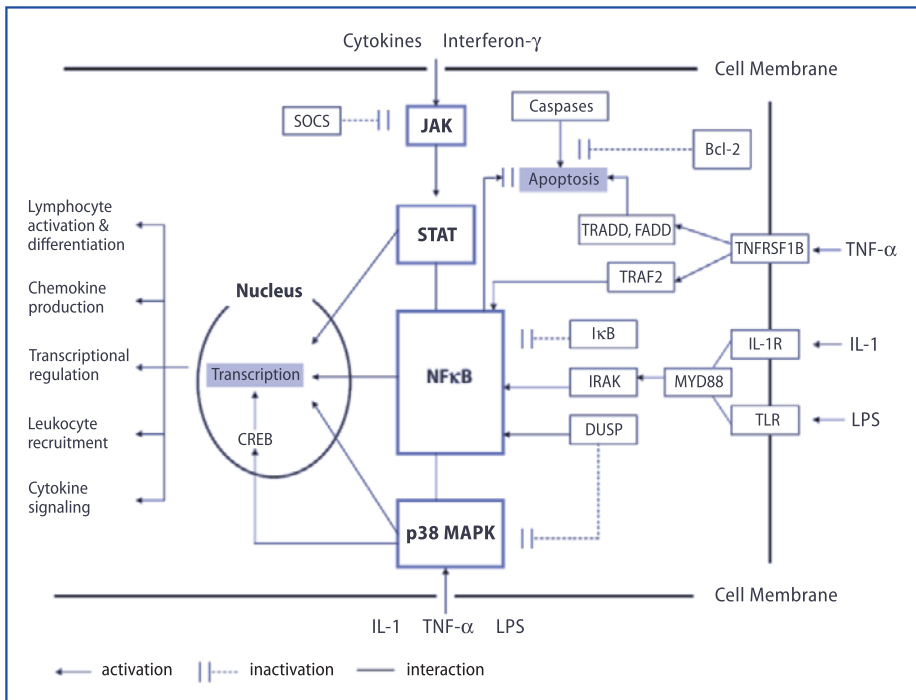 Cytokines Interferon-γ
Cell Membrane
SOCS
JAK
Caspases
Bcl-2
Apoptosis
STAT
TRADD, FADD
TNFRSF1B
TNF-α
TRAF2
Lymphocyte
activation &
differentiation
Chemokine
production
Transcriptional
regulation
Leukocyte
recruitment
Cytokine
signaling
Nucleus
Transcription
CREB
NFκB
IκB
IL-1R
IL-1
IRAK
MYD88
DUSP
TLR
LPS
p38 MAPK
Cell Membrane
IL-1 TNF-α LPS
activation inactivation interaction